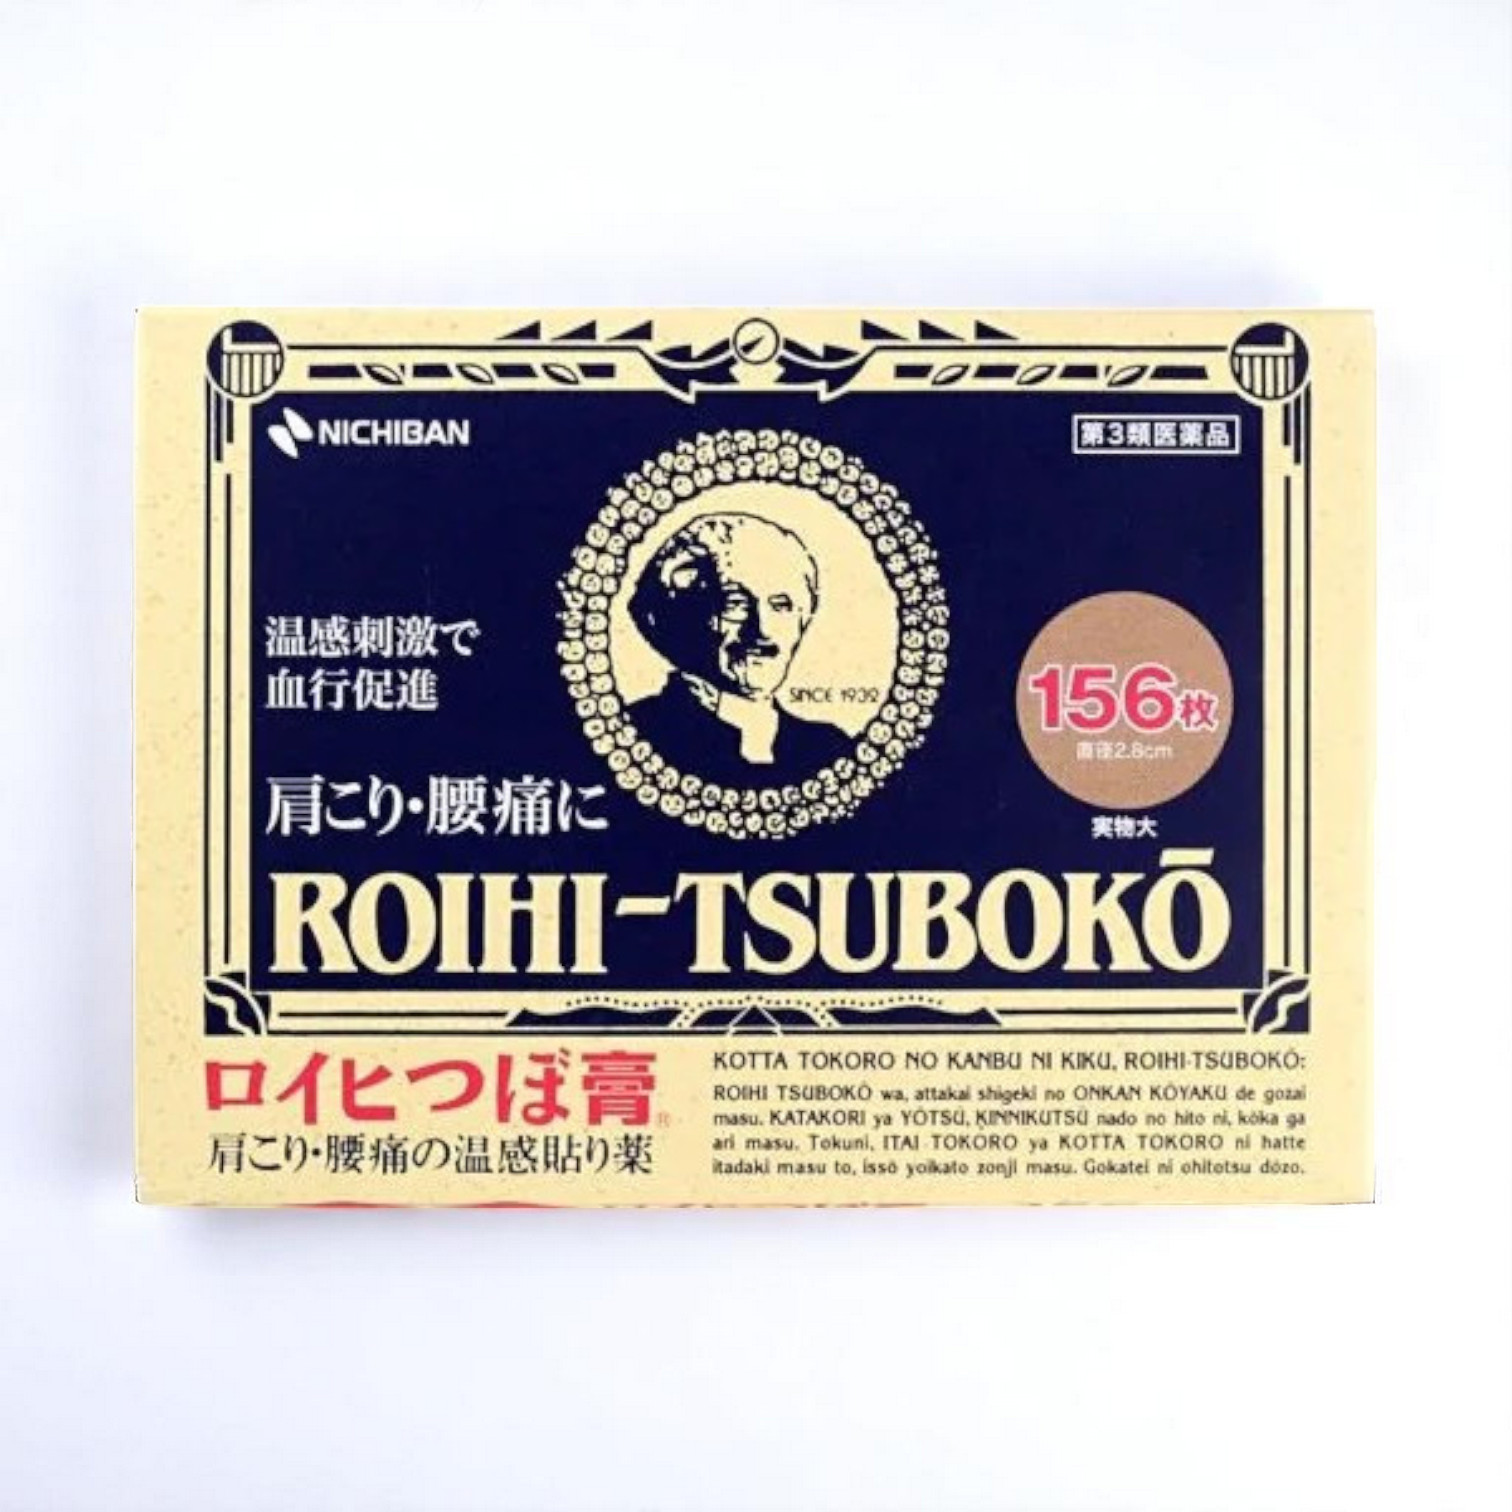 NICHIBAN
第3類医薬品
温感刺激で
血行促進
SINCE 1932
156枚
直径2.8cm
実物大
肩こり・腰痛に
ROIHI-TSUBOKŌ
ロイヒつぼ膏®
肩こり・腰痛の温感貼り薬
KOTTA TOKORO NO KANBU NI KIKU, ROIHI-TSUBOKŌ:
ROIHI TSUBOKŌ wa, attakai shigeki no ONKAN KŌYAKU de gozai
masu. KATAKORI ya YŌTSU, KINNIKUTSU nado no hito ni, kōka ga
ari masu. Tokuni, ITAI TOKORO ya KOTTA TOKORO ni hatte
itadaki masu to, issō yoikato zonji masu. Gokatei ni ohitotsu dōzo.